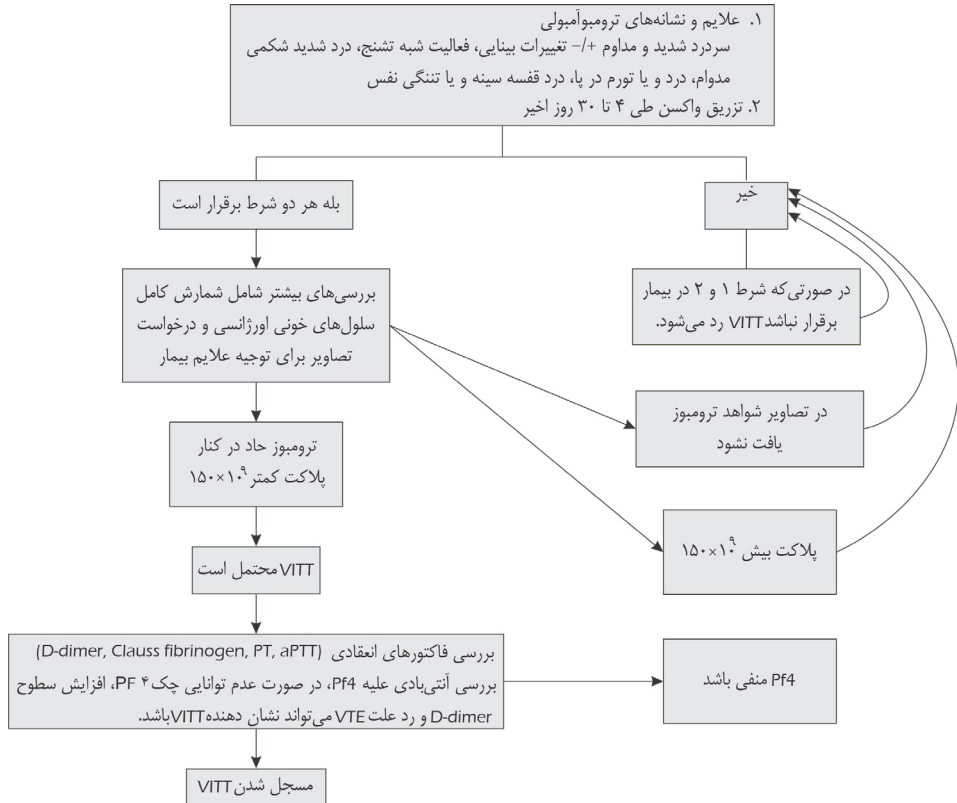 ۱. علایم و نشانه‌های ترومبوآمبولی
سردرد شدید و مداوم +/− تغییرات بینایی، فعالیت شبه تشنج، درد شدید شکمی
مدوام، درد و یا تورم در پا، درد قفسه سینه و یا تنگی نفس
۲. تزریق واکسن طی ۴ تا ۳۰ روز اخیر
بله هر دو شرط برقرار است
خیر
بررسی‌های بیشتر شامل شمارش کامل
سلول‌های خونی اورژانسی و درخواست
تصاویر برای توجیه علایم بیمار
در صورتی‌که شرط ۱ و ۲ در بیمار
برقرار نباشد VITT رد می‌شود.
در تصاویر شواهد ترومبوز
یافت نشود
ترومبوز حاد در کنار
پلاکت کمتر ۱۵۰×۱۰^۹
پلاکت بیش ۱۵۰×۱۰^۹
VITT محتمل است
بررسی فاکتورهای انعقادی (D-dimer, Clauss fibrinogen, PT, aPTT)
بررسی آنتی‌بادی علیه Pf4، در صورت عدم توانایی چک PF ۴، افزایش سطوح
D-dimer و رد علت VTE می‌تواند نشان دهنده VITT باشد.
Pf4 منفی باشد
مسجل شدن VITT